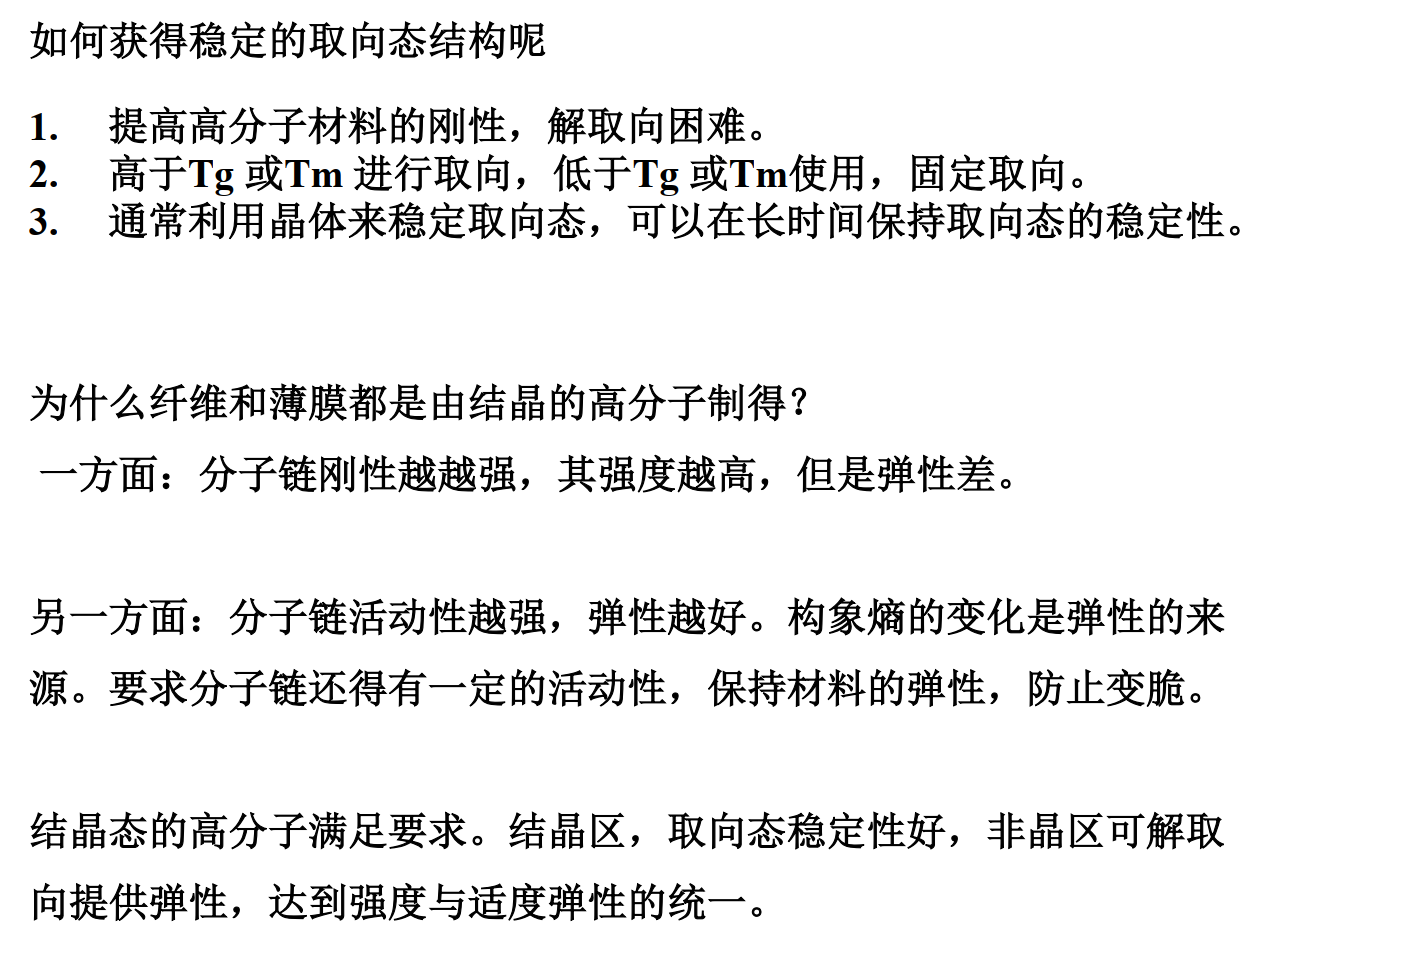 如何获得稳定的取向态结构呢
1. 提高高分子材料的刚性，解取向困难。
2. 高于Tg 或Tm 进行取向，低于Tg 或Tm使用，固定取向。
3. 通常利用晶体来稳定取向态，可以在长时间保持取向态的稳定性。
为什么纤维和薄膜都是由结晶的高分子制得？
一方面：分子链刚性越越强，其强度越高，但是弹性差。
另一方面：分子链活动性越强，弹性越好。构象熵的变化是弹性的来
源。要求分子链还得有一定的活动性，保持材料的弹性，防止变脆。
结晶态的高分子满足要求。结晶区，取向态稳定性好，非晶区可解取
向提供弹性，达到强度与适度弹性的统一。